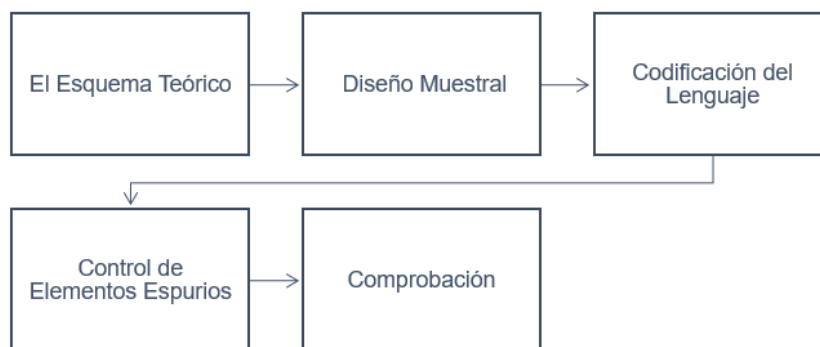 El Esquema Teórico
Diseño Muestral
Codificación del
Lenguaje
Control de
Elementos Espurios
Comprobación